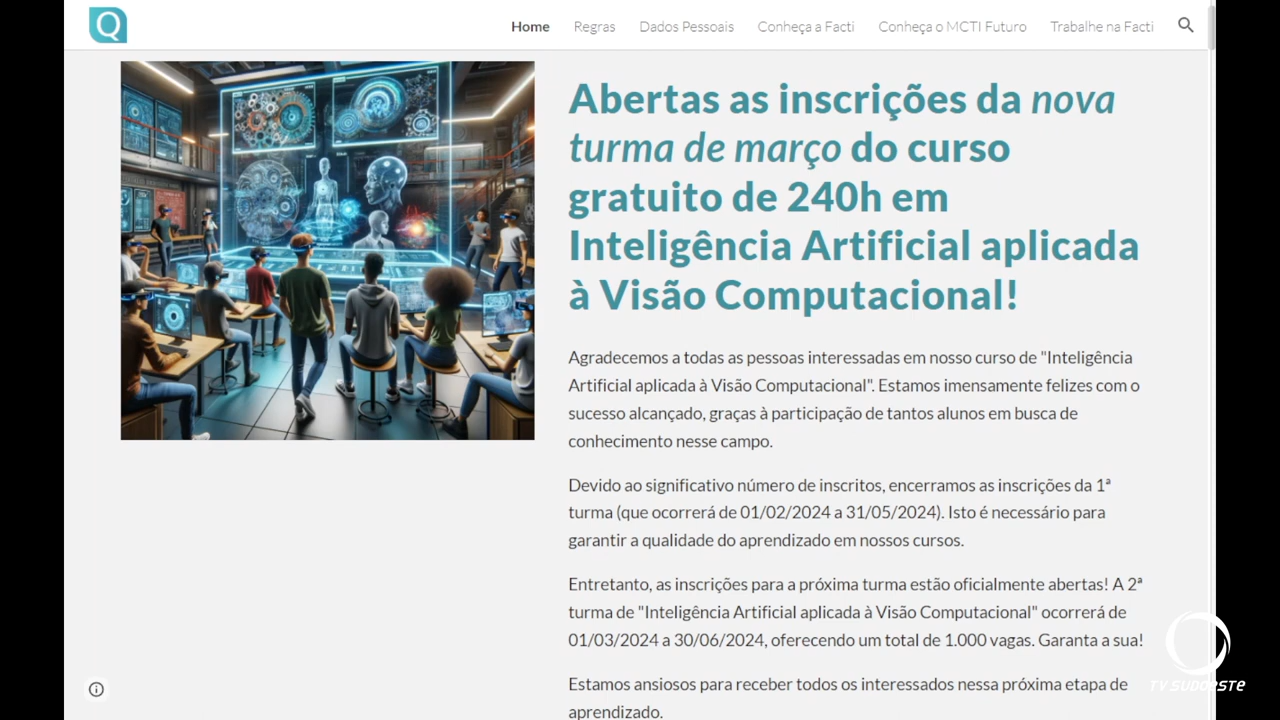 Q
Home
Regras
Dados Pessoais
Conheça a Facti
Conheça o MCTI Futuro
Trabalhe na Facti
Abertas as inscrições da nova
turma de março do curso
gratuito de 240h em
Inteligência Artificial aplicada
à Visão Computacional!
Agradecemos a todas as pessoas interessadas em nosso curso de "Inteligência
Artificial aplicada à Visão Computacional". Estamos imensamente felizes com o
sucesso alcançado, graças à participação de tantos alunos em busca de
conhecimento nesse campo.
Devido ao significativo número de inscritos, encerramos as inscrições da 1ª
turma (que ocorrerá de 01/02/2024 a 31/05/2024). Isto é necessário para
garantir a qualidade do aprendizado em nossos cursos.
Entretanto, as inscrições para a próxima turma estão oficialmente abertas! A 2ª
turma de "Inteligência Artificial aplicada à Visão Computacional" ocorrerá de
01/03/2024 a 30/06/2024, oferecendo um total de 1.000 vagas. Garanta a sua!
Estamos ansiosos para receber todos os interessados nessa próxima etapa de
aprendizado.
TV SUDOESTE